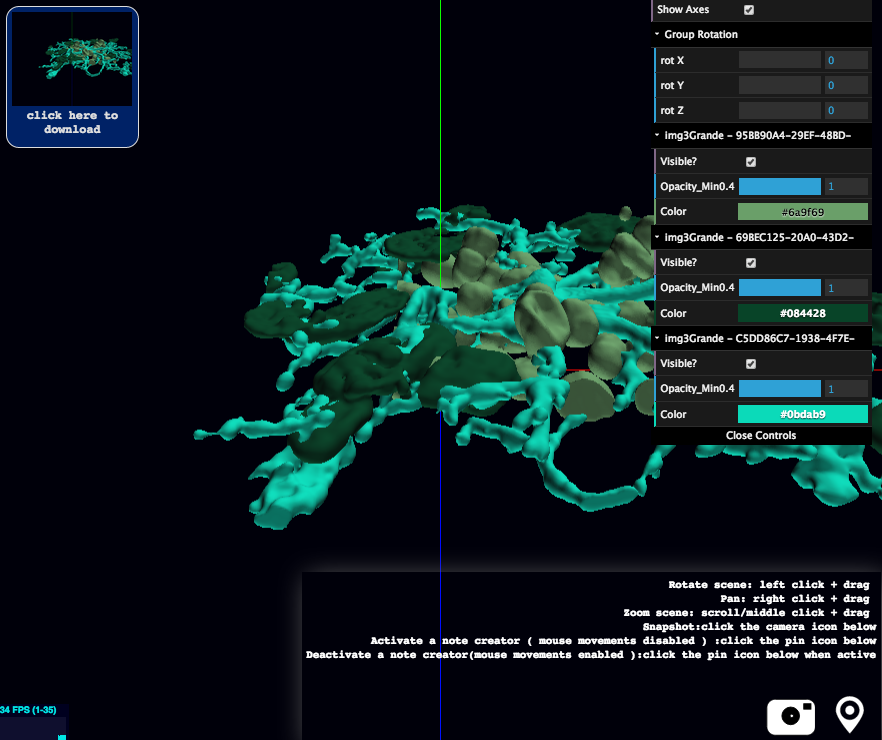 click here to
download
Show Axes
Group Rotation
rot X 0
rot Y 0
rot Z 0
img3Grande - 95BB90A4-29EF-48BD-
Visible?
Opacity_Min0.4 1
Color #6a9f69
img3Grande - 69BEC125-20A0-43D2-
Visible?
Opacity_Min0.4 1
Color #084428
img3Grande - C5DD86C7-1938-4F7E-
Visible?
Opacity_Min0.4 1
Color #0bdab9
Close Controls
Rotate scene: left click + drag
Pan: right click + drag
Zoom scene: scroll/middle click + drag
Snapshot:click the camera icon below
Activate a note creator ( mouse movements disabled ) :click the pin icon below
Deactivate a note creator(mouse movements enabled ):click the pin icon below when active
34 FPS (1-35)